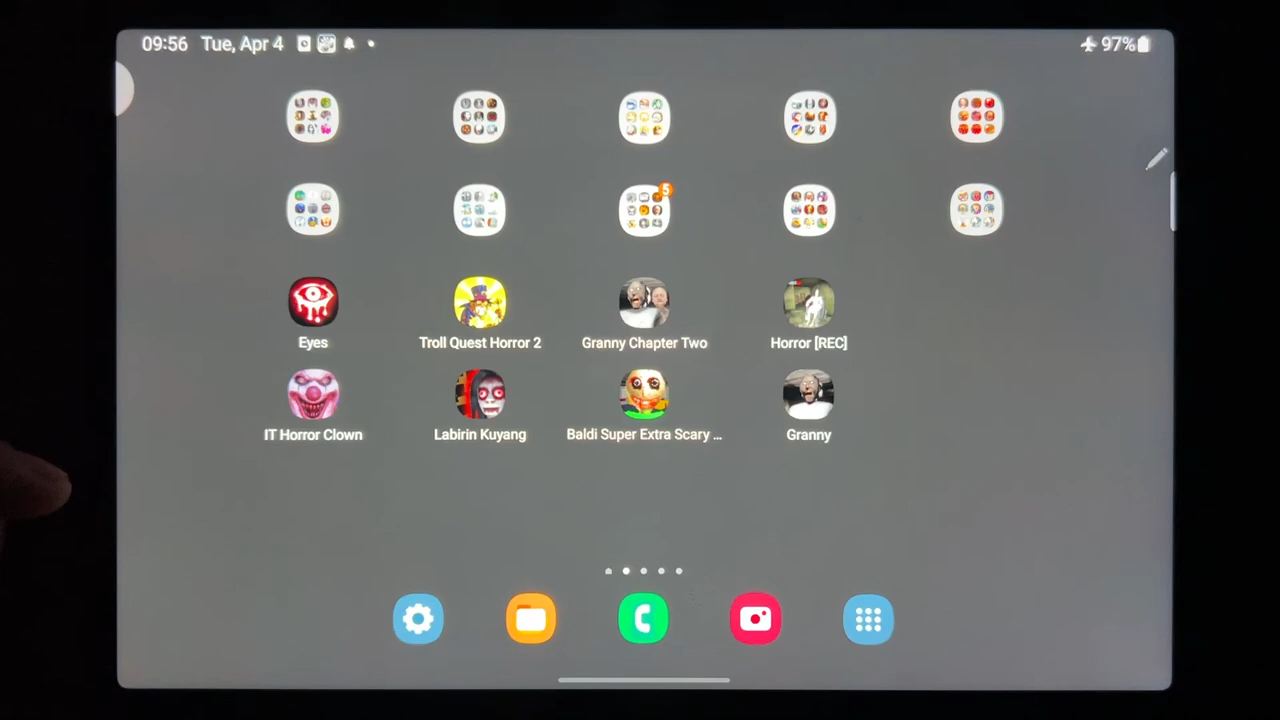 09:56 Tue, Apr 4
97%
5
Eyes
Troll Quest Horror 2
Granny Chapter Two
Horror [REC]
IT Horror Clown
Labirin Kuyang
Baldi Super Extra Scary ...
Granny